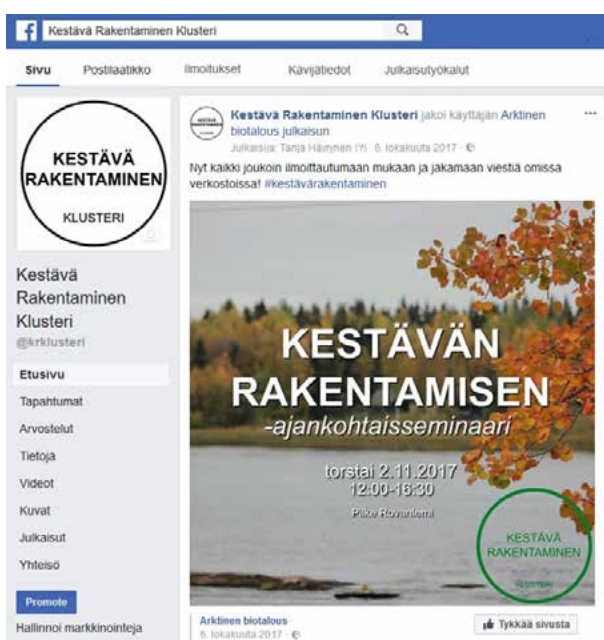 Kestävä Rakentaminen Klusteri
Sivu Postilaatikko Ilmoitukset Kävijätiedot Julkaisutyökalut
KESTÄVÄ
RAKENTAMINEN
KLUSTERI
Kestävä
Rakentaminen
Klusteri
@krklusteri
Etusivu
Tapahtumat
Arvostelut
Tietoja
Videot
Kuvat
Julkaisut
Yhteisö
Promote
Hallinnoi markkinointeja
Kestävä Rakentaminen Klusteri jakoi käyttäjän Arktinen
biotalous julkaisun.
Julkaisija: Tanja Häyrynen [?] · 6. lokakuuta 2017 ·
Nyt kaikki joukoin ilmoittautumaan mukaan ja jakamaan viestiä omissa
verkostoissa! #kestävärakentaminen
KESTÄVÄN
RAKENTAMISEN
-ajankohtaisseminaari
torstai 2.11.2017
12:00-16:30
Pilke Rovaniemi
KESTÄVÄ
RAKENTAMINEN
KLUSTERI
Arktinen biotalous
6. lokakuuta 2017 ·
Tykkää sivusta